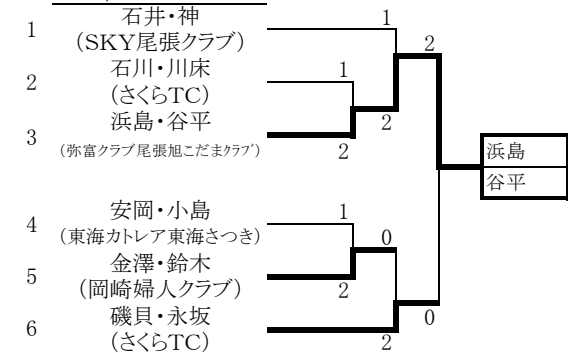 1
石井・神
(SKY尾張クラブ)
2
石川・川床
(さくらTC)
3
浜島・谷平
(弥富クラブ尾張旭こだまクラブ)
4
安岡・小島
(東海カトレア東海さつき)
5
金澤・鈴木
(岡崎婦人クラブ)
6
磯貝・永坂
(さくらTC)
1
1
2
2
2
1
2
0
2
0
浜島
谷平